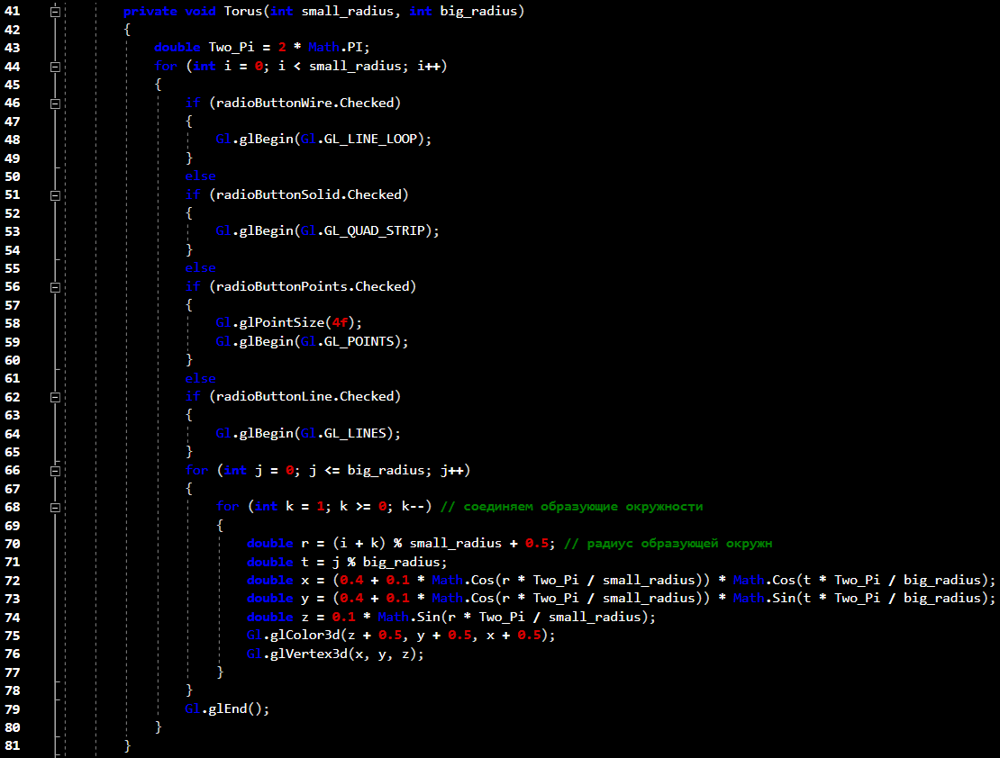 41 private void Torus(int small_radius, int big_radius)
42 {
43 double Two_Pi = 2 * Math.PI;
44 for (int i = 0; i < small_radius; i++)
45 {
46 if (radioButtonWire.Checked)
47 {
48 Gl.glBegin(Gl.GL_LINE_LOOP);
49 }
50 else
51 if (radioButtonSolid.Checked)
52 {
53 Gl.glBegin(Gl.GL_QUAD_STRIP);
54 }
55 else
56 if (radioButtonPoints.Checked)
57 {
58 Gl.glPointSize(4f);
59 Gl.glBegin(Gl.GL_POINTS);
60 }
61 else
62 if (radioButtonLine.Checked)
63 {
64 Gl.glBegin(Gl.GL_LINES);
65 }
66 for (int j = 0; j <= big_radius; j++)
67 {
68 for (int k = 1; k >= 0; k--) // соединяем образующие окружности
69 {
70 double r = (i + k) % small_radius + 0.5; // радиус образующей окружн
71 double t = j % big_radius;
72 double x = (0.4 + 0.1 * Math.Cos(r * Two_Pi / small_radius)) * Math.Cos(t * Two_Pi / big_radius);
73 double y = (0.4 + 0.1 * Math.Cos(r * Two_Pi / small_radius)) * Math.Sin(t * Two_Pi / big_radius);
74 double z = 0.1 * Math.Sin(r * Two_Pi / small_radius);
75 Gl.glColor3d(z + 0.5, y + 0.5, x + 0.5);
76 Gl.glVertex3d(x, y, z);
77 }
78 }
79 Gl.glEnd();
80 }
81 }